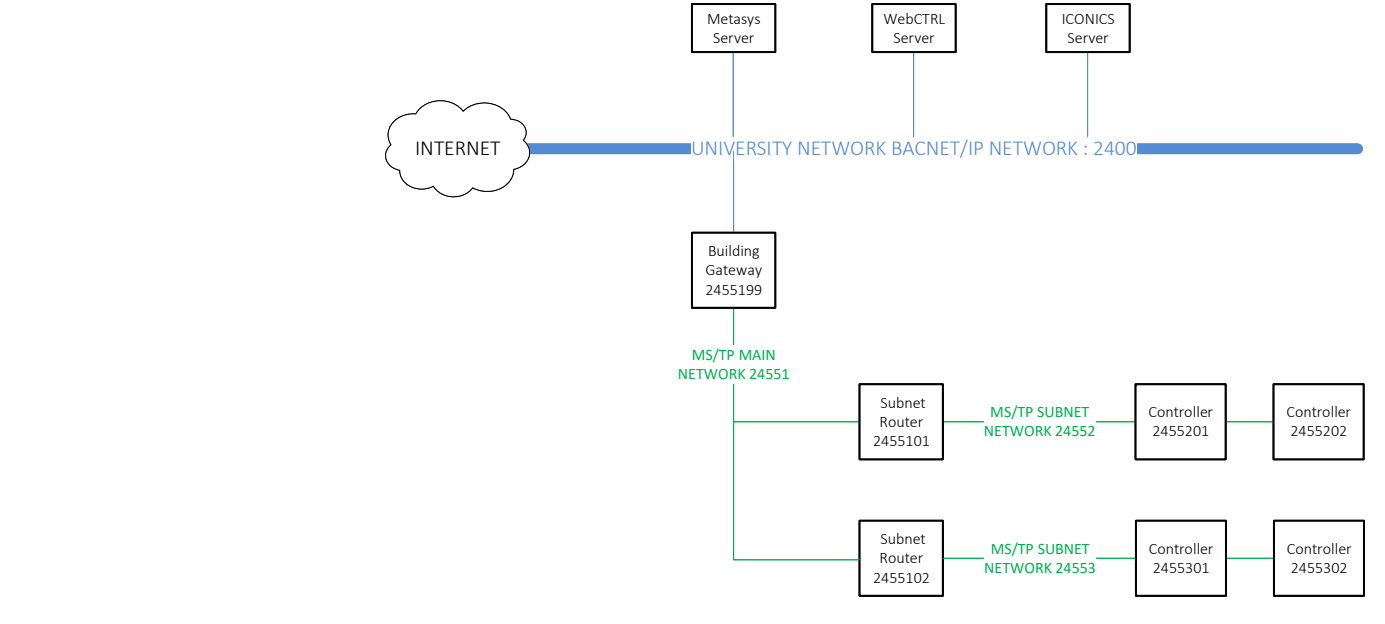 Metasys
Server
WebCTRL
Server
ICONICS
Server
INTERNET
UNIVERSITY NETWORK BACNET/IP NETWORK : 2400
Building
Gateway
2455199
MS/TP MAIN
NETWORK 24551
Subnet
Router
2455101
MS/TP SUBNET
NETWORK 24552
Controller
2455201
Controller
2455202
Subnet
Router
2455102
MS/TP SUBNET
NETWORK 24553
Controller
2455301
Controller
2455302